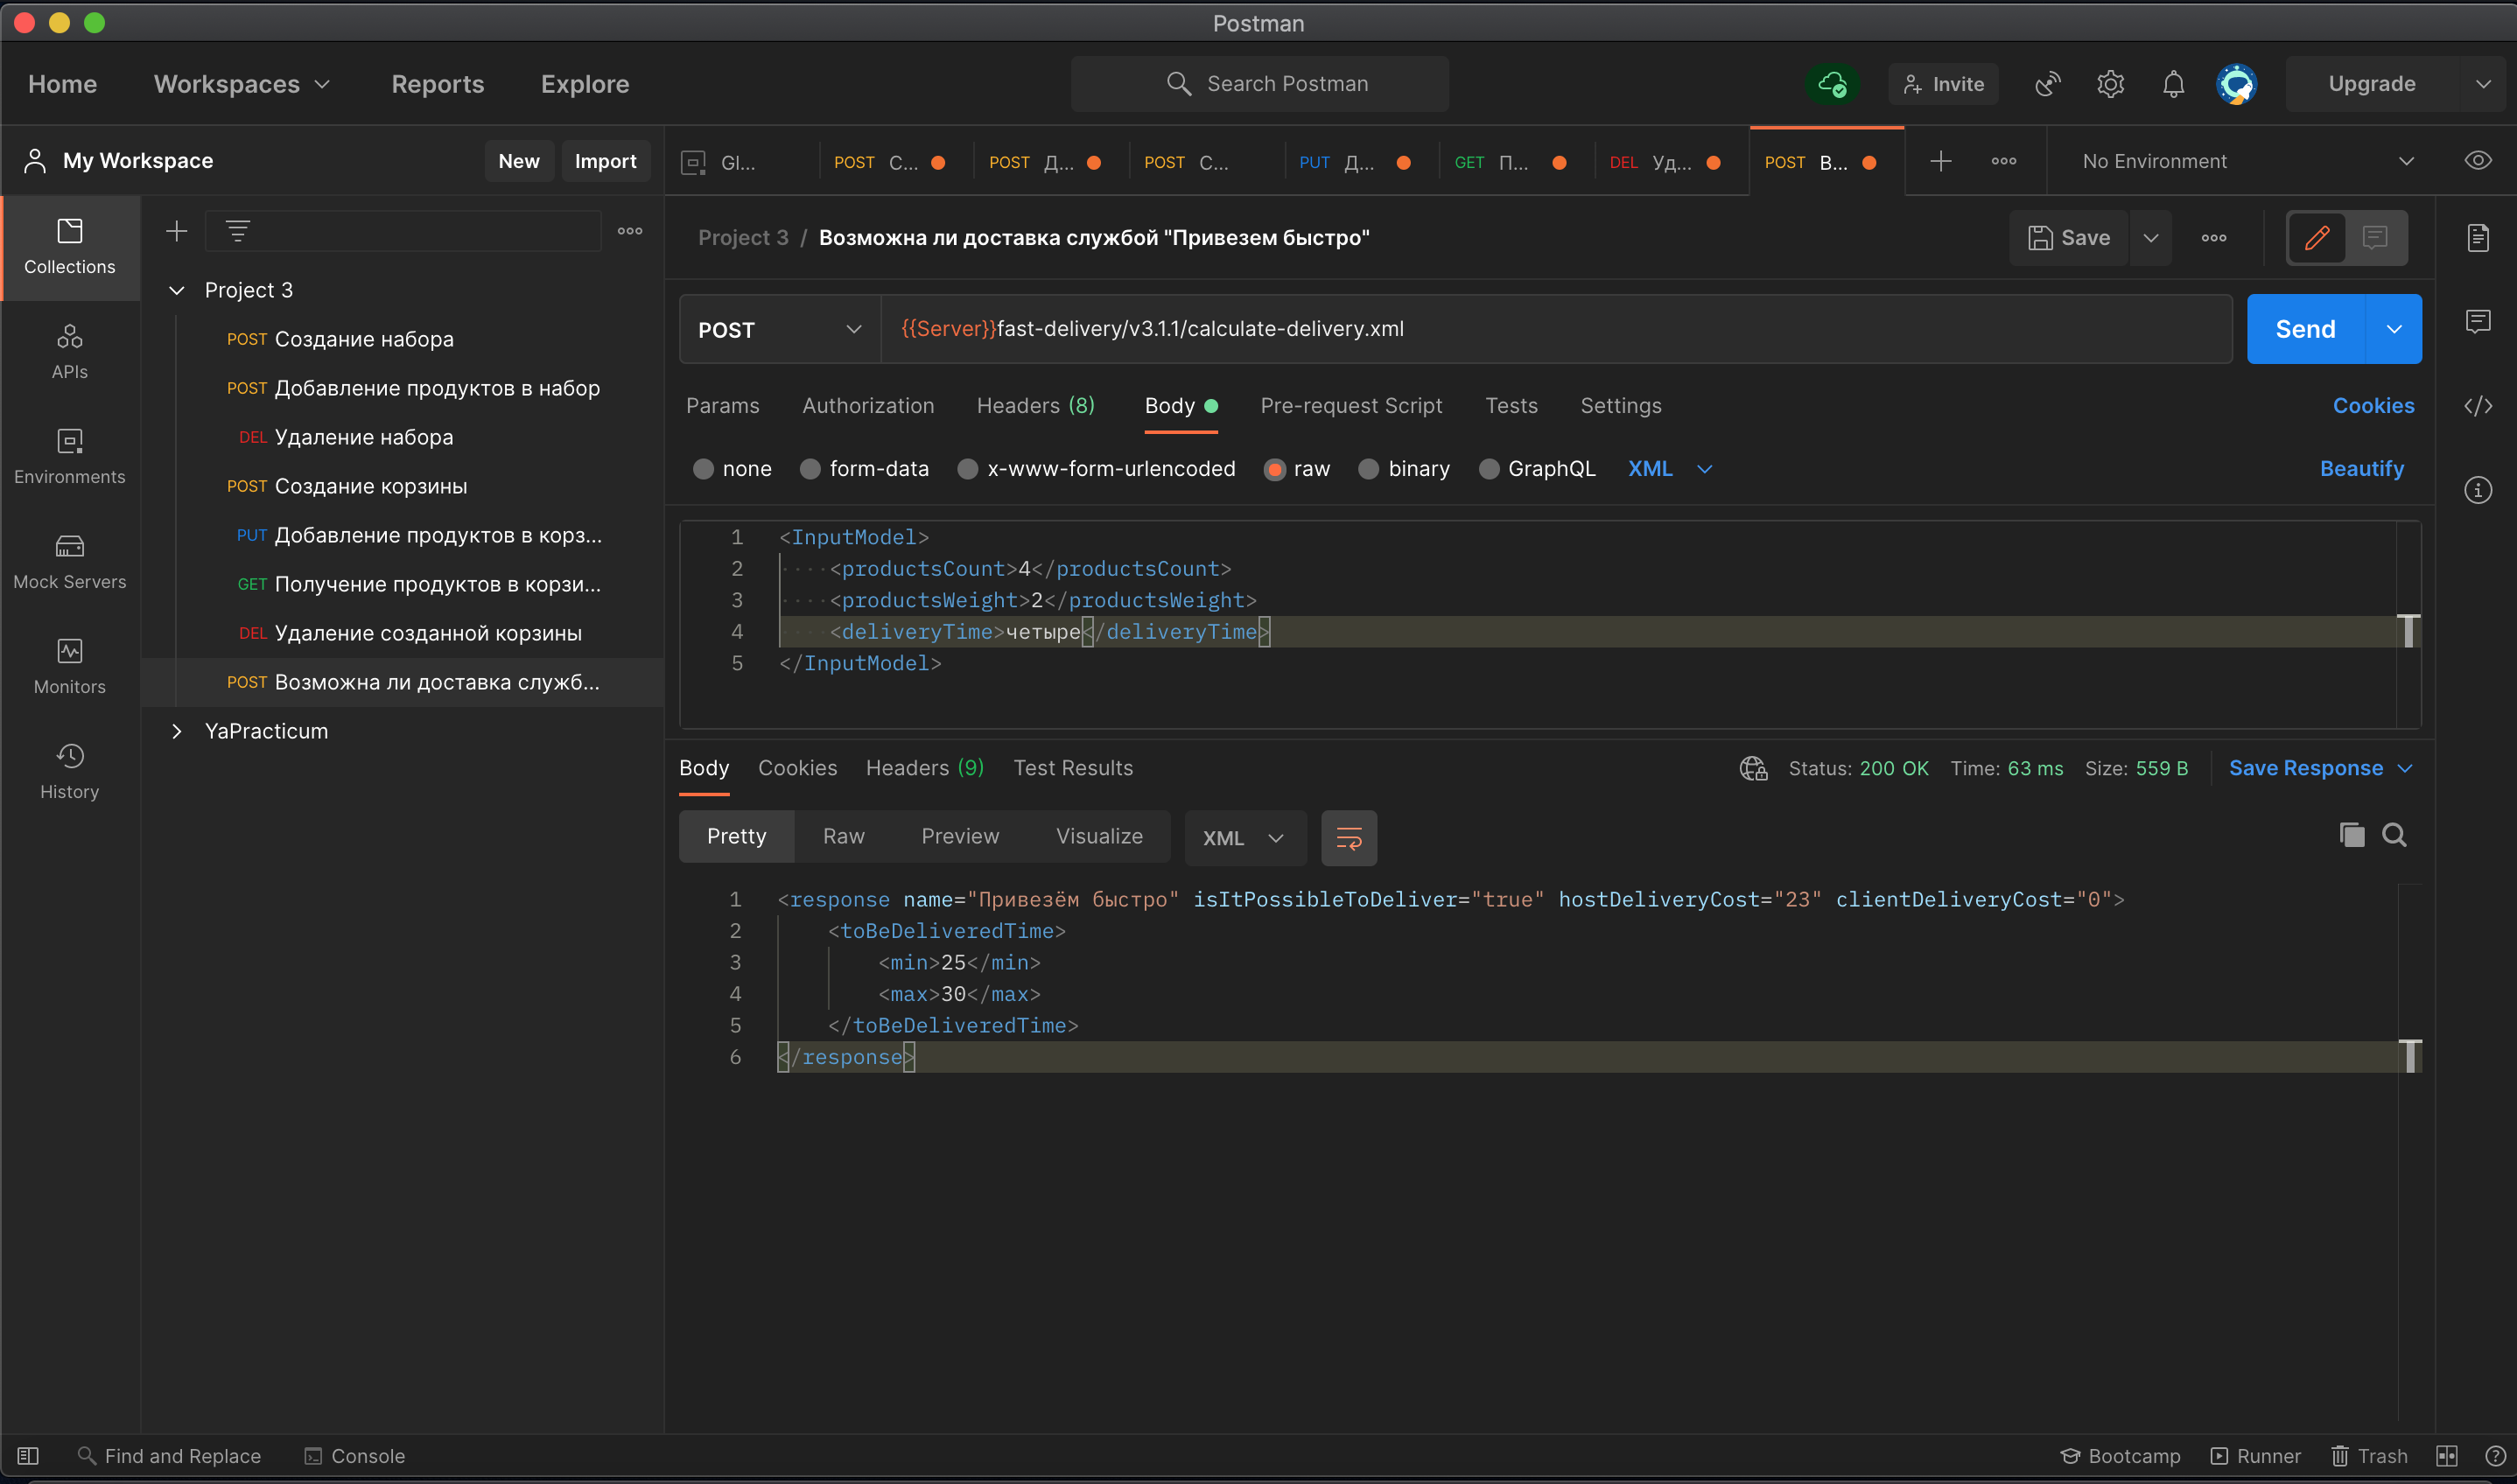 Postman
Home Workspaces Reports Explore Search Postman Invite Upgrade
My Workspace New Import
Gl... POST С... POST Д... POST С... PUT Д... GET П... DEL Уд... POST В... No Environment
Collections
APIs
Environments
Mock Servers
Monitors
History
Project 3
POST Создание набора
POST Добавление продуктов в набор
DEL Удаление набора
POST Создание корзины
PUT Добавление продуктов в корз...
GET Получение продуктов в корзи...
DEL Удаление созданной корзины
POST Возможна ли доставка служб...
YaPracticum
Project 3 / Возможна ли доставка службой "Привезем быстро" Save
POST {{Server}}fast-delivery/v3.1.1/calculate-delivery.xml Send
Params Authorization Headers (8) Body Pre-request Script Tests Settings Cookies
none form-data x-www-form-urlencoded raw binary GraphQL XML Beautify
1 <InputModel>
2 ····<productsCount>4</productsCount>
3 ····<productsWeight>2</productsWeight>
4 ····<deliveryTime>четыре</deliveryTime>
5 </InputModel>
Body Cookies Headers (9) Test Results Status: 200 OK Time: 63 ms Size: 559 B Save Response
Pretty Raw Preview Visualize XML
1 <response name="Привезём быстро" isItPossibleToDeliver="true" hostDeliveryCost="23" clientDeliveryCost="0">
2 <toBeDeliveredTime>
3 <min>25</min>
4 <max>30</max>
5 </toBeDeliveredTime>
6 </response>
Find and Replace Console Bootcamp Runner Trash